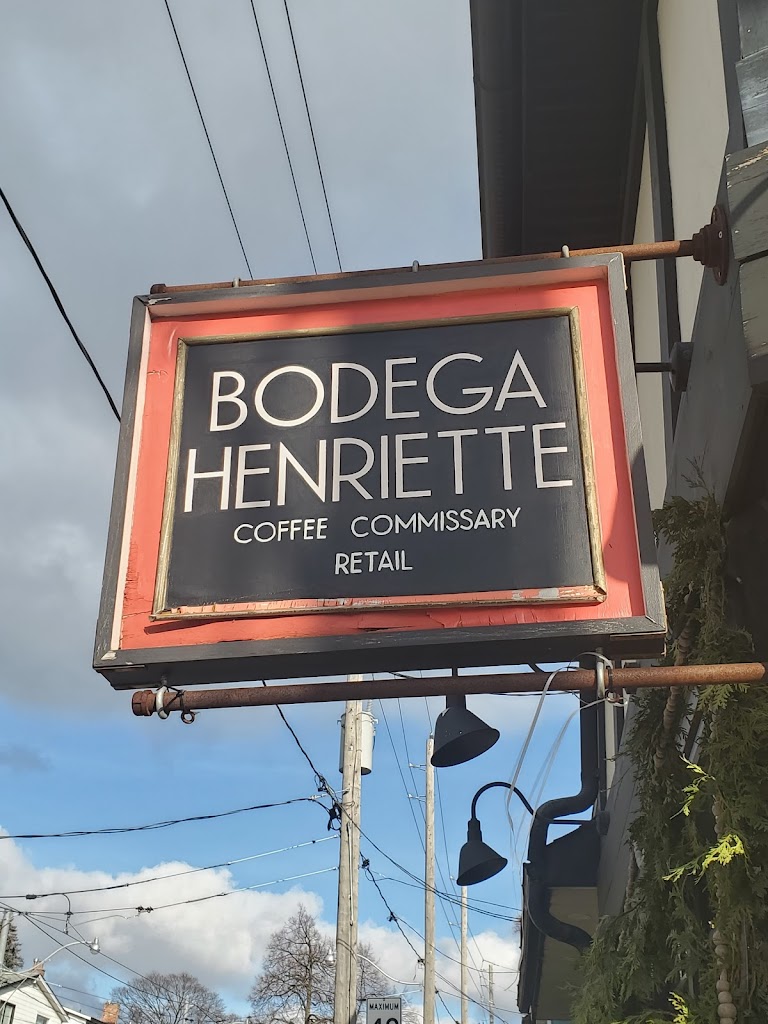 BODEGA
HENRIETTE
COFFEE COMMISSARY
RETAIL
MAXIMUM